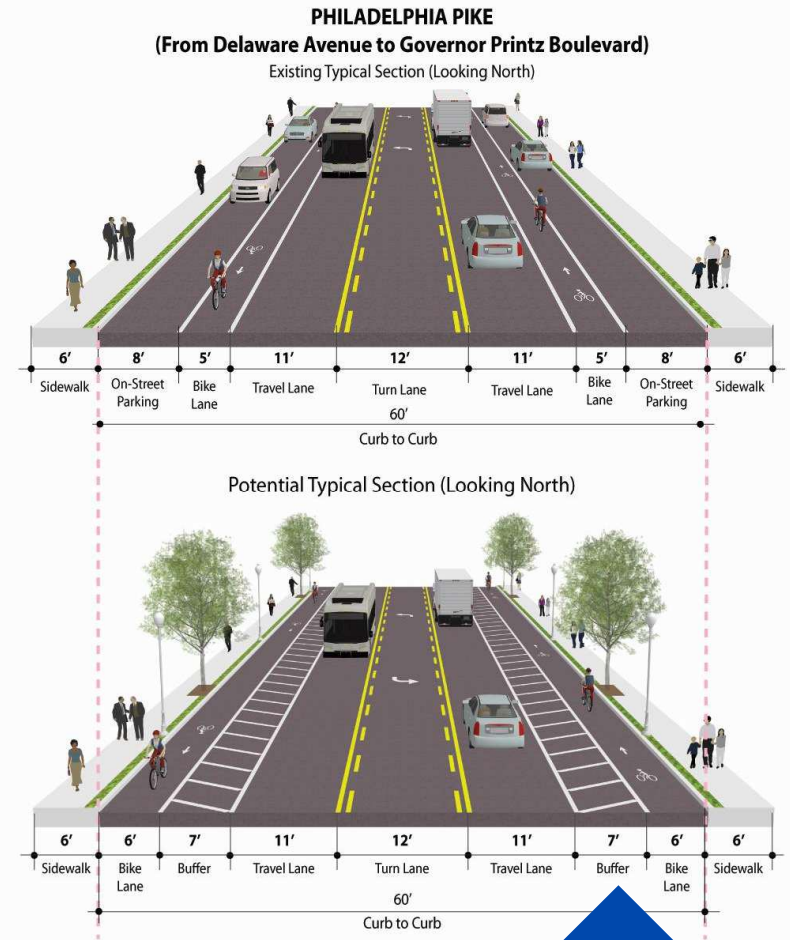 PHILADELPHIA PIKE
(From Delaware Avenue to Governor Printz Boulevard)
Existing Typical Section (Looking North)
6’ 8’ 5’ 11’ 12’ 11’ 5’ 8’ 6’
Sidewalk On-Street Parking Bike Lane Travel Lane Turn Lane Travel Lane Bike Lane On-Street Parking Sidewalk
60’
Curb to Curb
Potential Typical Section (Looking North)
6’ 6’ 7’ 11’ 12’ 11’ 7’ 6’ 6’
Sidewalk Bike Lane Buffer Travel Lane Turn Lane Travel Lane Buffer Bike Lane Sidewalk
60’
Curb to Curb